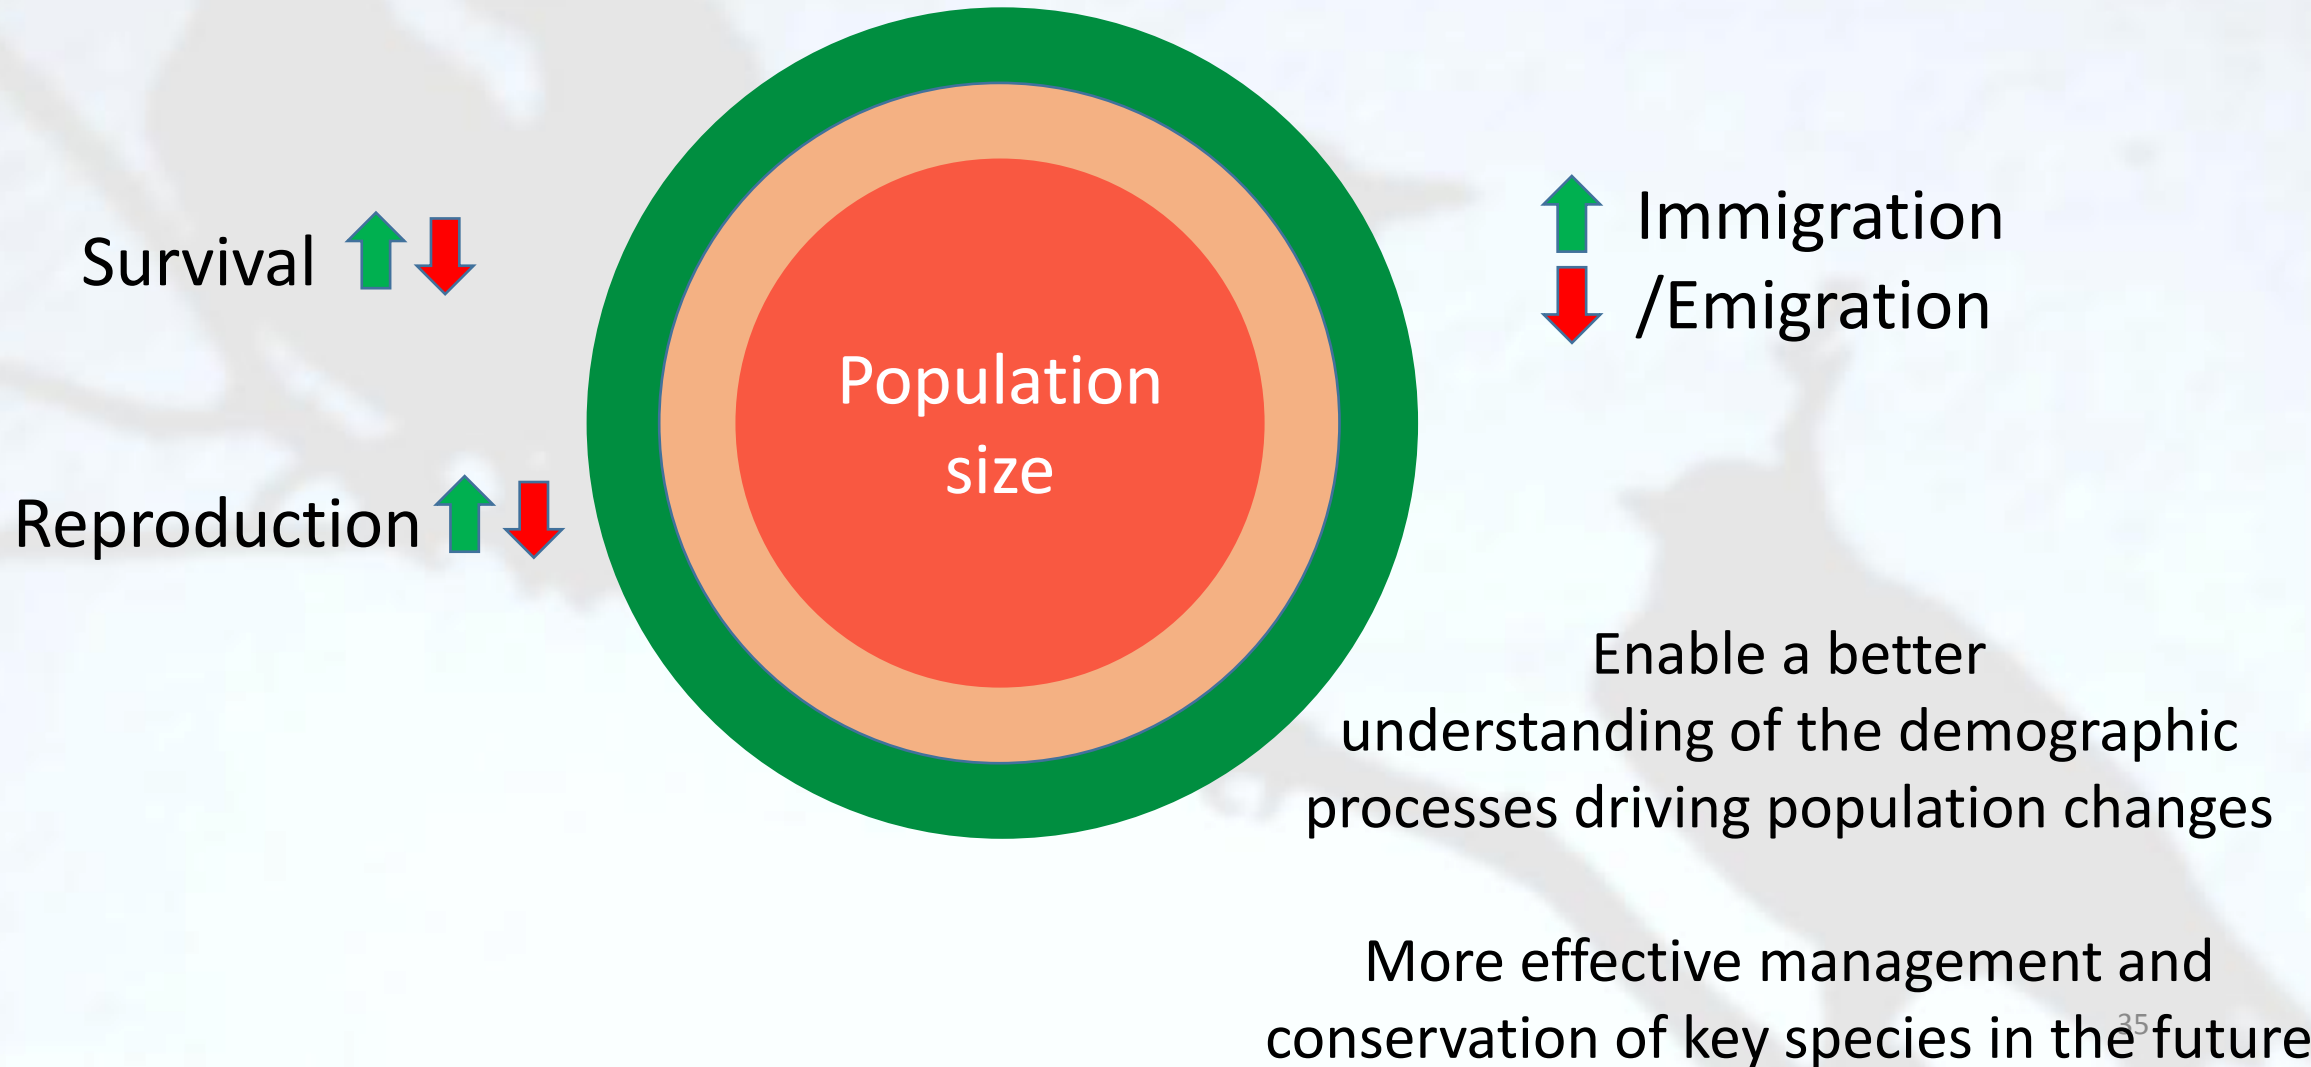 Survival
Reproduction
Population
size
Immigration
/Emigration
Enable a better
understanding of the demographic
processes driving population changes
More effective management and
conservation of key species in the future
35